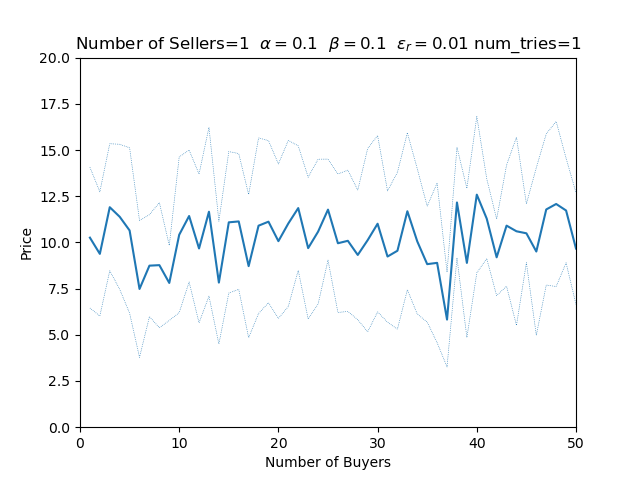 Number of Sellers=1 α = 0.1 β = 0.1 ε_r = 0.01 num_tries=1
20.0
17.5
15.0
12.5
10.0
7.5
5.0
2.5
0.0
Price
0 10 20 30 40 50
Number of Buyers